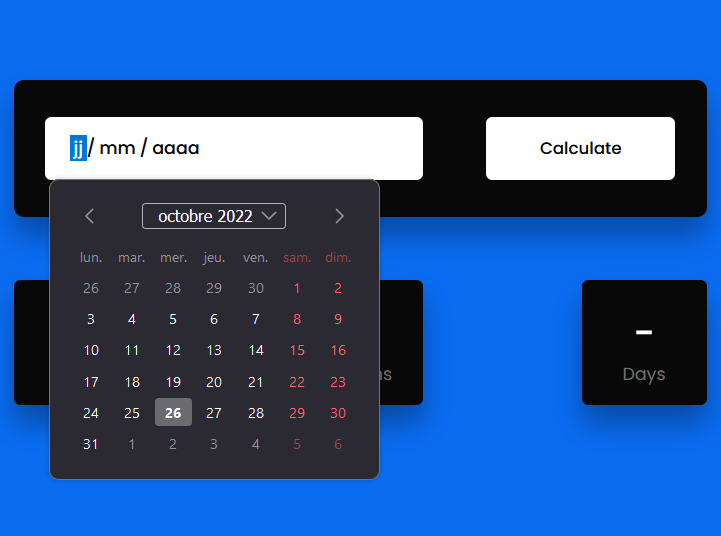 jj / mm / aaaa
Calculate
octobre 2022
lun. mar. mer. jeu. ven. sam. dim.
26 27 28 29 30 1 2
3 4 5 6 7 8 9
10 11 12 13 14 15 16
17 18 19 20 21 22 23
24 25 26 27 28 29 30
31 1 2 3 4 5 6
-
Days